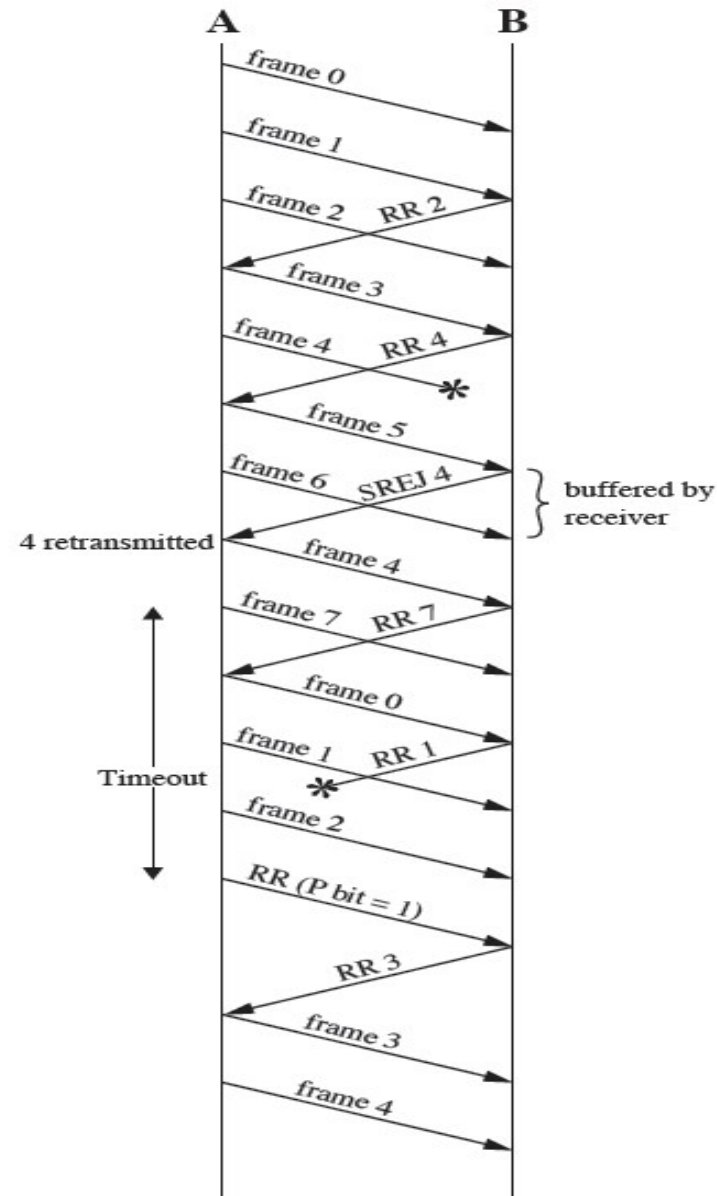 A B
frame 0
frame 1
frame 2
RR 2
frame 3
frame 4
RR 4
*
frame 5
frame 6
SREJ 4
buffered by
receiver
4 retransmitted
frame 4
frame 7
RR 7
frame 0
frame 1
RR 1
Timeout
*
frame 2
RR (P bit = 1)
RR 3
frame 3
frame 4